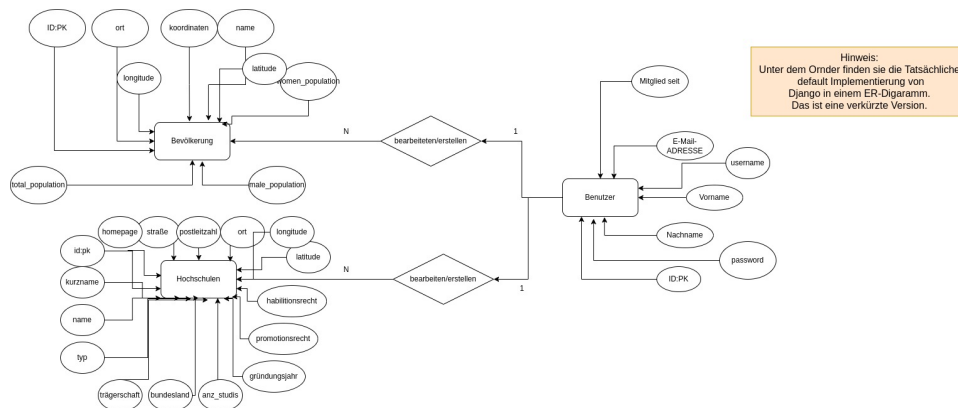 ID:PK
ort
koordinaten
name
longitude
latitude
women_population
Bevölkerung
total_population
male_population
N
bearbeiteten/erstellen
1
Mitglied seit
E-Mail-
ADRESSE
username
Benutzer
Vorname
Nachname
password
ID:PK
Hinweis:
Unter dem Ornder finden sie die Tatsächliche
default Implementierung von
Django in einem ER-Digaramm.
Das ist eine verkürzte Version.
homepage
straße
postleitzahl
ort
longitude
latitude
id:pk
kurzname
name
typ
Hochschulen
N
bearbeiten/erstellen
1
habilitionsrecht
promotionsrecht
gründungsjahr
trägerschaft
bundesland
anz_studis